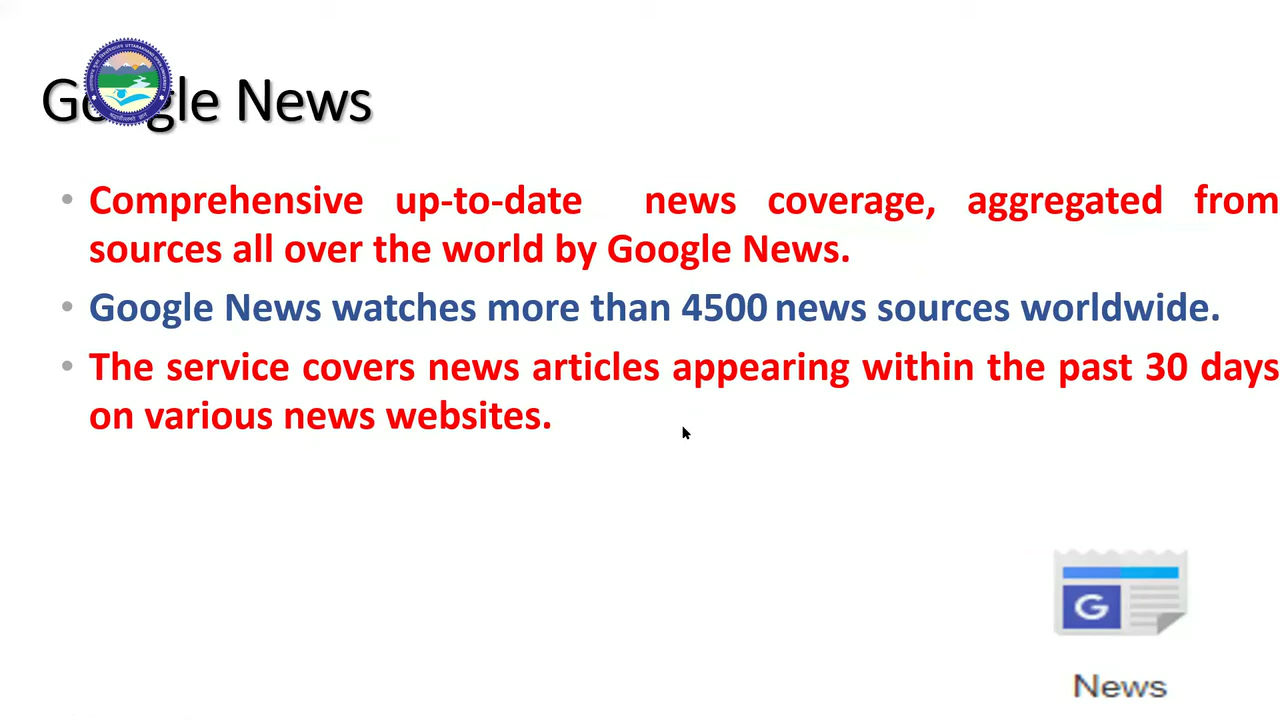 Google News
• Comprehensive up-to-date news coverage, aggregated from
sources all over the world by Google News.
• Google News watches more than 4500 news sources worldwide.
• The service covers news articles appearing within the past 30 days
on various news websites.
G
News